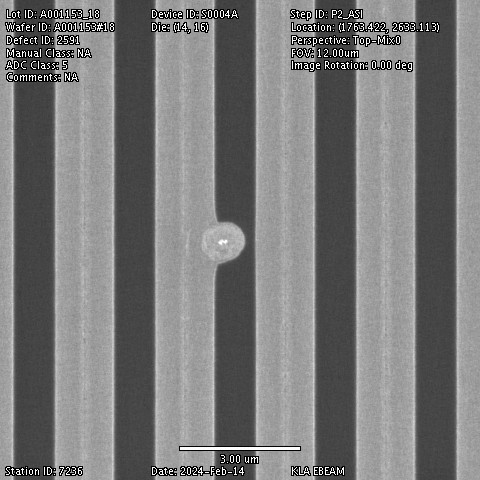 Lot ID: A001153_18 Device ID: S0004A Step ID: P2_ASI
Wafer ID: A001153#18 Die: (14, 16) Location: (1763.422, 2633.113)
Defect ID: 2591 Perspective: Top-Mix0
Manual Class: NA FOV: 12.00um
ADC Class: 5 Image Rotation: 0.00 deg
Comments: NA
3.00 um
Station ID: 7236 Date: 2024-Feb-14 KLA EBEAM